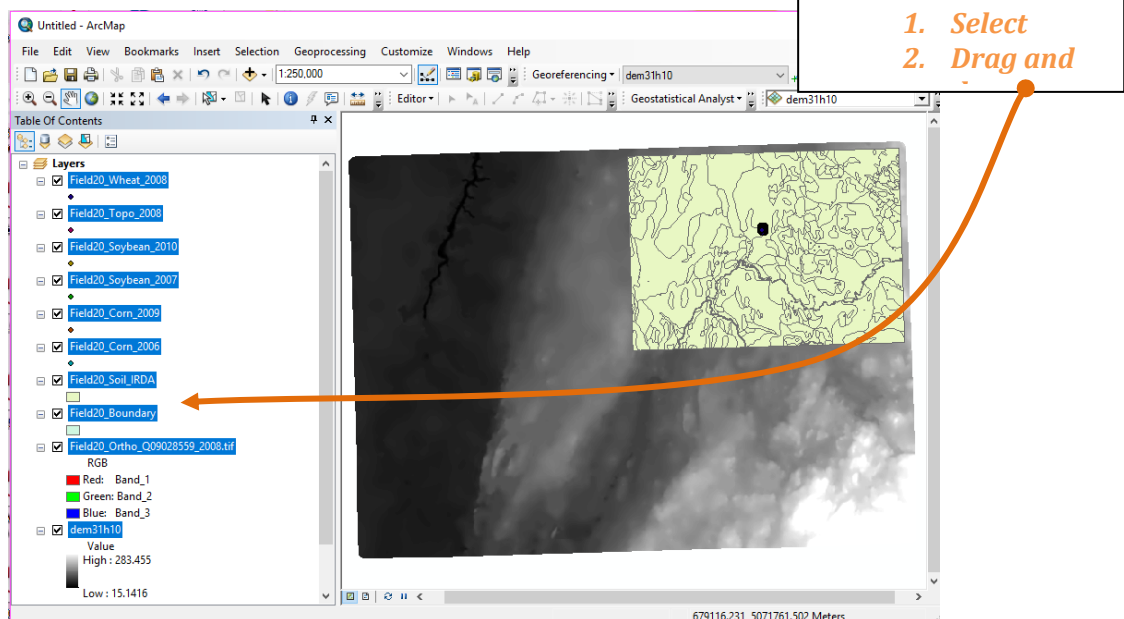 Untitled - ArcMap
1. Select
2. Drag and
File Edit View Bookmarks Insert Selection Geoprocessing Customize Windows Help
1:250,000 Georeferencing dem31h10
Editor Geostatistical Analyst dem31h10
Table Of Contents
Layers
Field20_Wheat_2008
Field20_Topo_2008
Field20_Soybean_2010
Field20_Soybean_2007
Field20_Corn_2009
Field20_Corn_2006
Field20_Soil_IRDA
Field20_Boundary
Field20_Ortho_Q09028559_2008.tif
RGB
Red: Band_1
Green: Band_2
Blue: Band_3
dem31h10
Value
High : 283.455
Low : 15.1416
679116.231 5071761.502 Meters